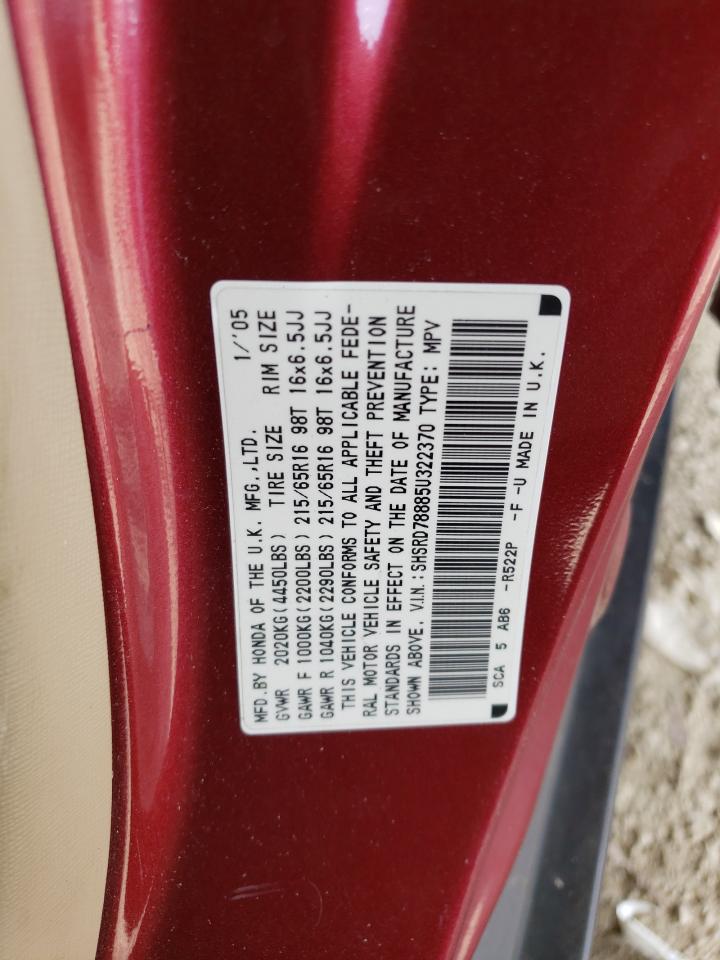 MFD.BY HONDA OF THE U.K. MFG.,LTD. 1/'05
GVWR 2020KG(4450LBS) TIRE SIZE RIM SIZE
GAWR F 1000KG(2200LBS) 215/65R16 98T 16x6.5JJ
GAWR R 1040KG(2290LBS) 215/65R16 98T 16x6.5JJ
THIS VEHICLE CONFORMS TO ALL APPLICABLE FEDE-
RAL MOTOR VEHICLE SAFETY AND THEFT PREVENTION
STANDARDS IN EFFECT ON THE DATE OF MANUFACTURE
SHOWN ABOVE. V.I.N.:SHSRD78885U322370 TYPE: MPV
SCA 5 AB6 -R522P -F -U MADE IN U.K.